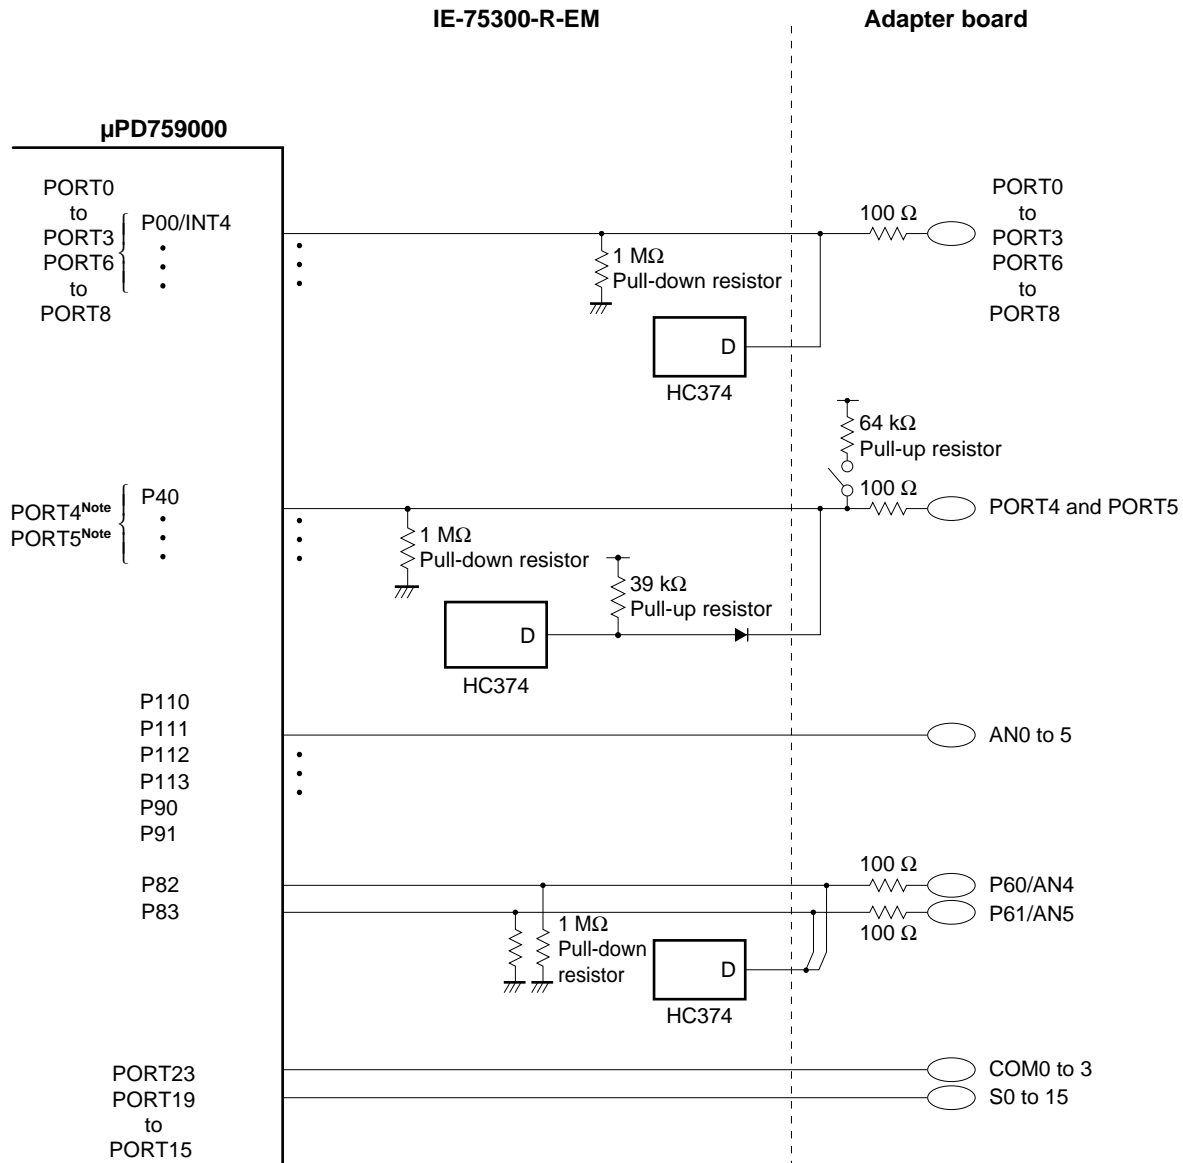 IE-75300-R-EM
Adapter board
µPD759000
PORT0
to
PORT3
PORT6
to
PORT8
P00/INT4
1 MΩ
Pull-down resistor
D
HC374
100 Ω
PORT0
to
PORT3
PORT6
to
PORT8
64 kΩ
Pull-up resistor
100 Ω
PORT4 and PORT5
PORT4Note
PORT5Note
P40
1 MΩ
Pull-down resistor
39 kΩ
Pull-up resistor
D
HC374
P110
P111
P112
P113
P90
P91
AN0 to 5
P82
P83
100 Ω
P60/AN4
P61/AN5
100 Ω
1 MΩ
Pull-down
resistor
D
HC374
PORT23
PORT19
to
PORT15
COM0 to 3
S0 to 15